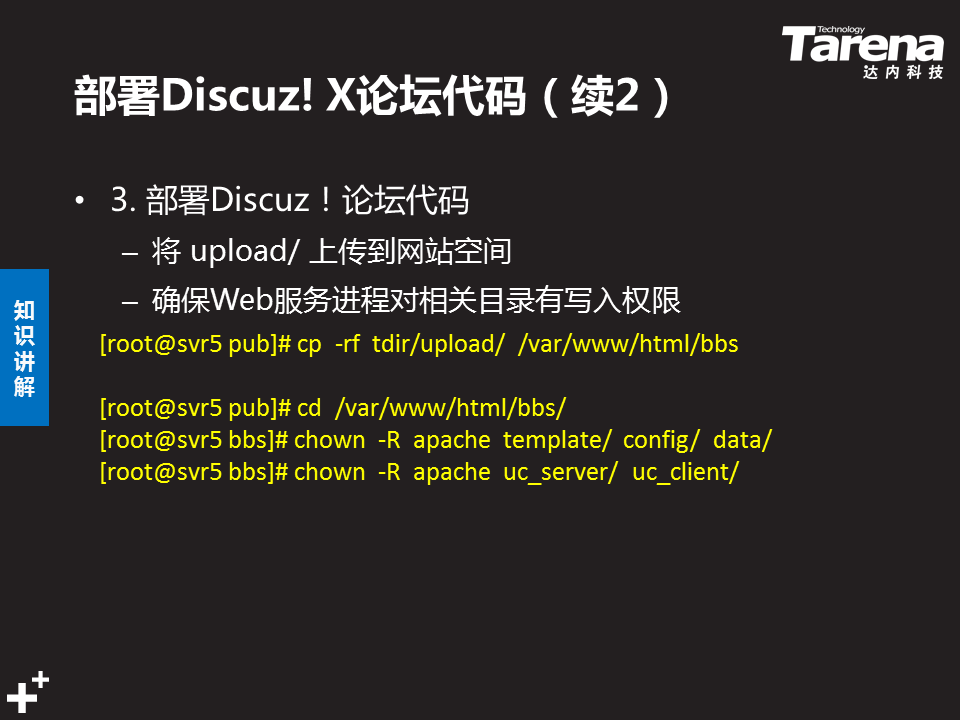 Technology
Tarena
达内科技
部署Discuz! X论坛代码（续2）
• 3. 部署Discuz！论坛代码
– 将 upload/ 上传到网站空间
– 确保Web服务进程对相关目录有写入权限
知识讲解
[root@svr5 pub]# cp -rf tdir/upload/ /var/www/html/bbs
[root@svr5 pub]# cd /var/www/html/bbs/
[root@svr5 bbs]# chown -R apache template/ config/ data/
[root@svr5 bbs]# chown -R apache uc_server/ uc_client/